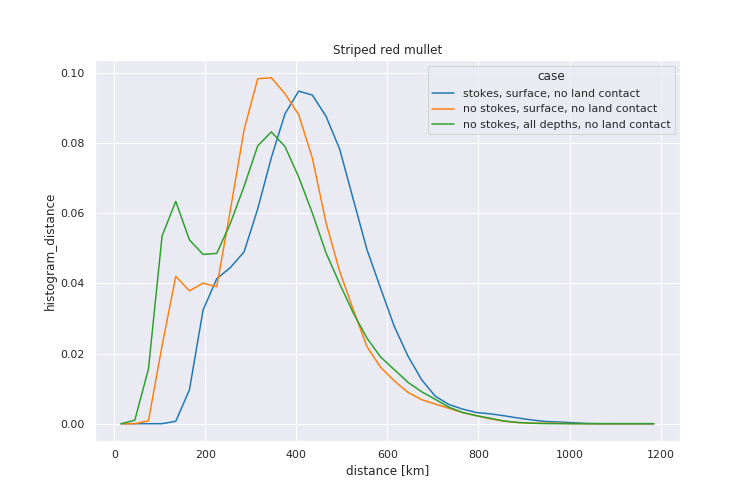 Striped red mullet
case
stokes, surface, no land contact
no stokes, surface, no land contact
no stokes, all depths, no land contact
histogram_distance
0.10
0.08
0.06
0.04
0.02
0.00
0 200 400 600 800 1000 1200
distance [km]